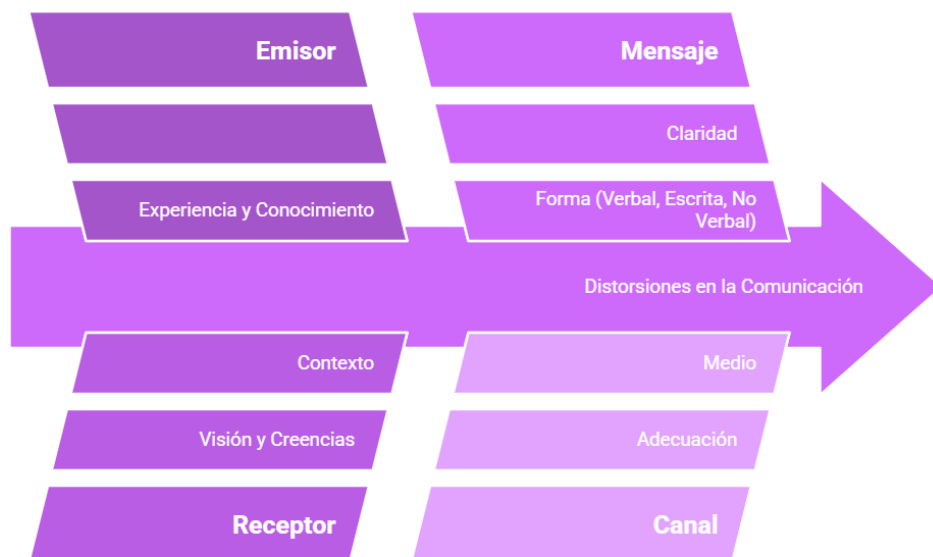 Emisor
Mensaje
Claridad
Experiencia y Conocimiento
Forma (Verbal, Escrita, No
Verbal)
Distorsiones en la Comunicación
Contexto
Medio
Visión y Creencias
Adecuación
Receptor
Canal